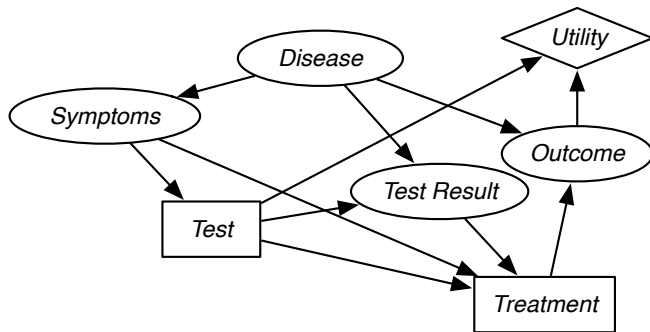 Utility
Disease
Symptoms
Outcome
Test Result
Test
Treatment